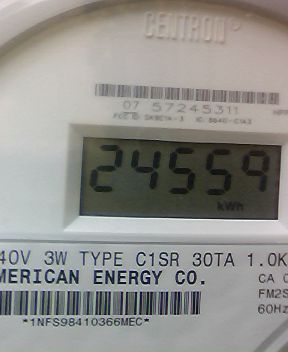 CENTRON®
07 57245311
24559
kWh
40V 3W TYPE C1SR 30TA 1.0K
MERICAN ENERGY CO.
CA
FM2S
60Hz
*1NFS98410366MEC*